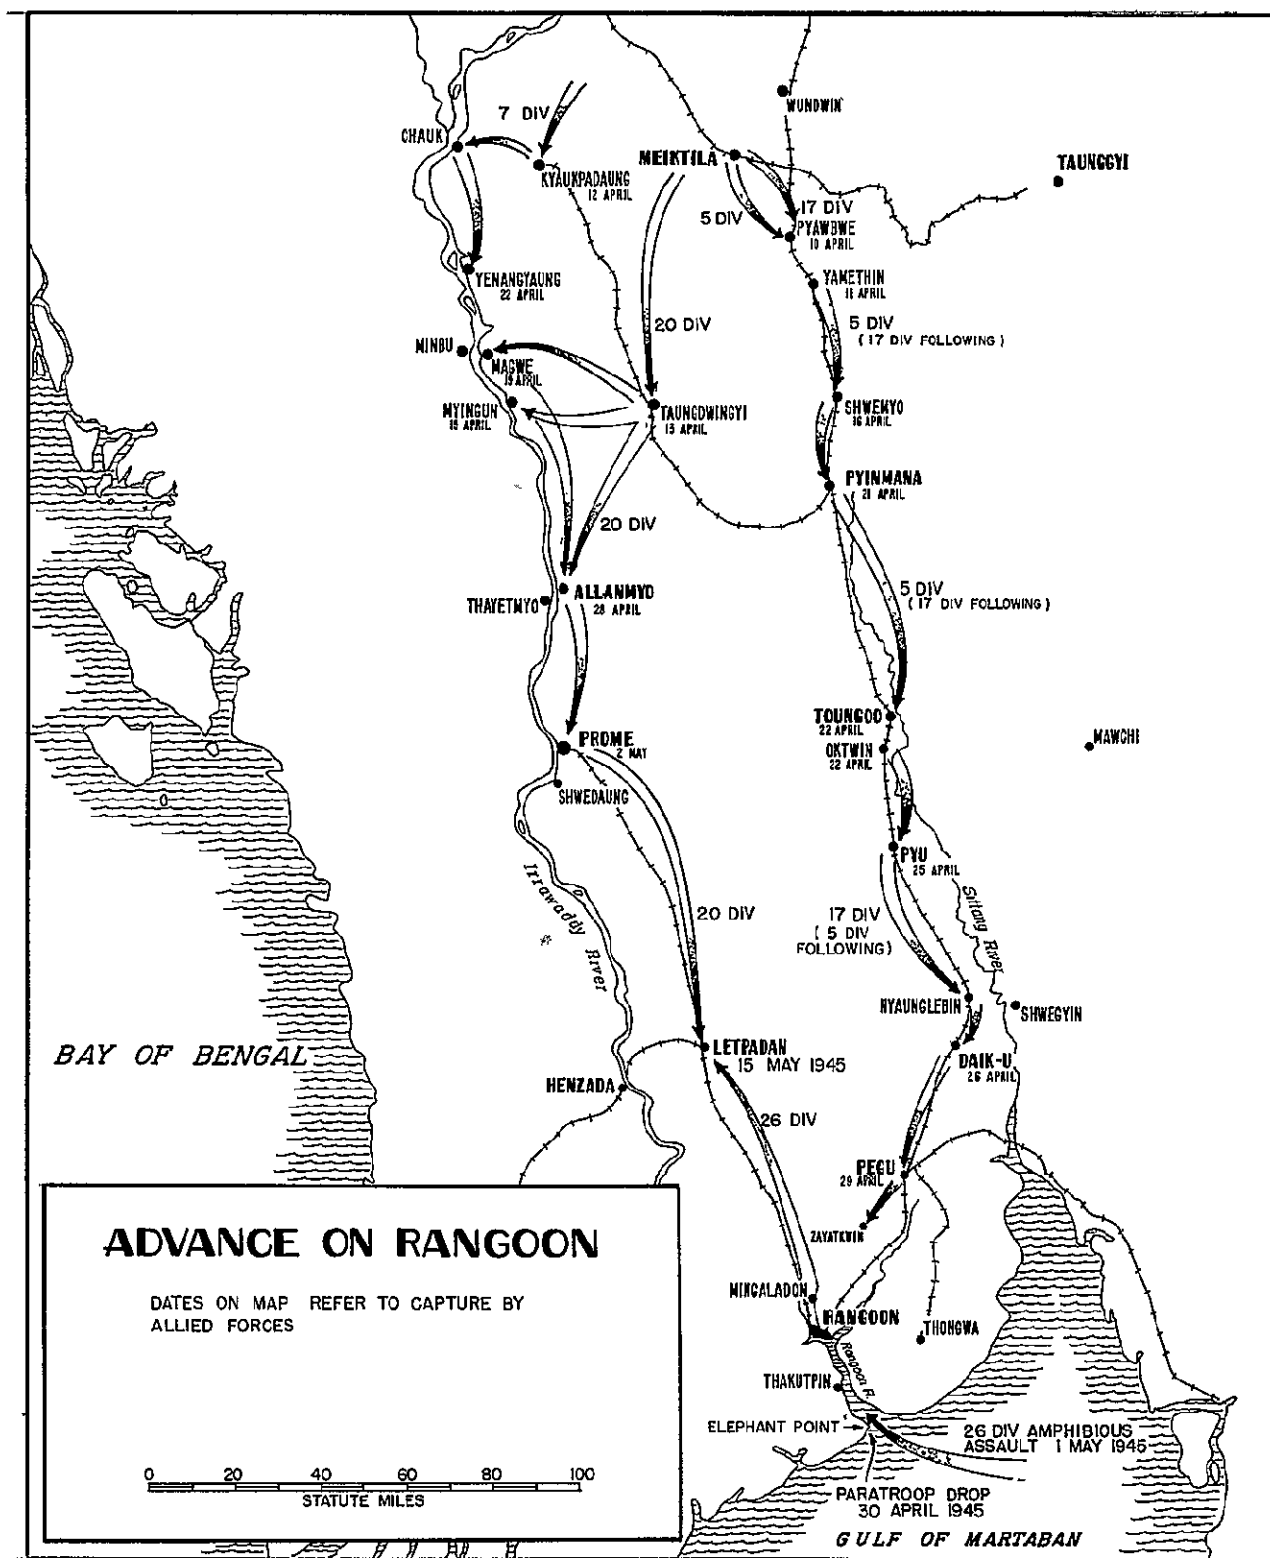 WUNDWIN
7 DIV
CHAUK
MEIKTILA
TAUNGGYI
KYAUKPADAUNG
12 APRIL
17 DIV
5 DIV
PYAWBWE
10 APRIL
YENANGYAUNG
22 APRIL
YAMETHIN
11 APRIL
20 DIV
5 DIV
(17 DIV FOLLOWING)
MINBU
MAGWE
19 APRIL
MYINGUN
18 APRIL
TAUNGDWINGYI
15 APRIL
SHWEMYO
16 APRIL
PYINMANA
21 APRIL
20 DIV
ALLANMYO
28 APRIL
THAYETMYO
5 DIV
(17 DIV FOLLOWING)
TOUNGOO
22 APRIL
OKTWIN
22 APRIL
MAWCHI
PROME
2 MAY
SHWEDAUNG
PYU
25 APRIL
Irrawaddy River
Sittang River
20 DIV
17 DIV
( 5 DIV
FOLLOWING)
NYAUNGLEBIN
SHWEGYIN
BAY OF BENGAL
LETPADAN
15 MAY 1945
DAIK-U
26 APRIL
HENZADA
26 DIV
PEGU
29 APRIL
ZAYATKWIN
ADVANCE ON RANGOON
DATES ON MAP REFER TO CAPTURE BY
ALLIED FORCES
0 20 40 60 80 100
STATUTE MILES
MINGALADON
RANGOON
THONGWA
Rangoon R.
THAKUTPIN
ELEPHANT POINT
26 DIV AMPHIBIOUS
ASSAULT 1 MAY 1945
PARATROOP DROP
30 APRIL 1945
GULF OF MARTABAN